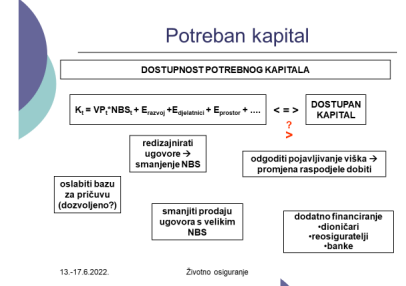 Potreban kapital
DOSTUPNOST POTREBNOG KAPITALA
Kₜ = VPₜ*NBSₜ + Eᵣₐzvoj +Edjelatnici + Eprostor + ....
< = >
?
>
DOSTUPAN
KAPITAL
redizajnirati
ugovore →
smanjenje NBS
odgoditi pojavljivanje viška →
promjena raspodjele dobiti
oslabiti bazu
za pričuvu
(dozvoljeno?)
smanjiti prodaju
ugovora s velikim
NBS
dodatno financiranje
•dioničari
•reosiguratelji
•banke
13.-17.6.2022.
Životno osiguranje